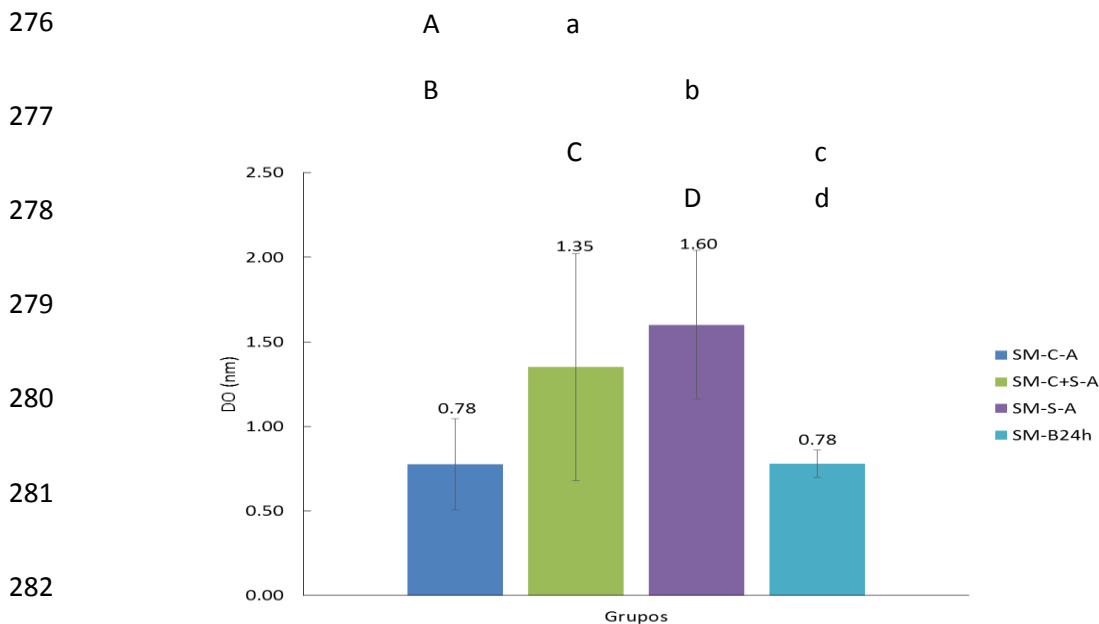 276
A a
277
B b
C c
2.50
278
D d
2.00
1.35
1.60
279
1.50
DO (nm)
SM-C-A
SM-C+S-A
SM-S-A
SM-B24h
280
1.00
0.78
0.78
281
0.50
282
0.00
Grupos